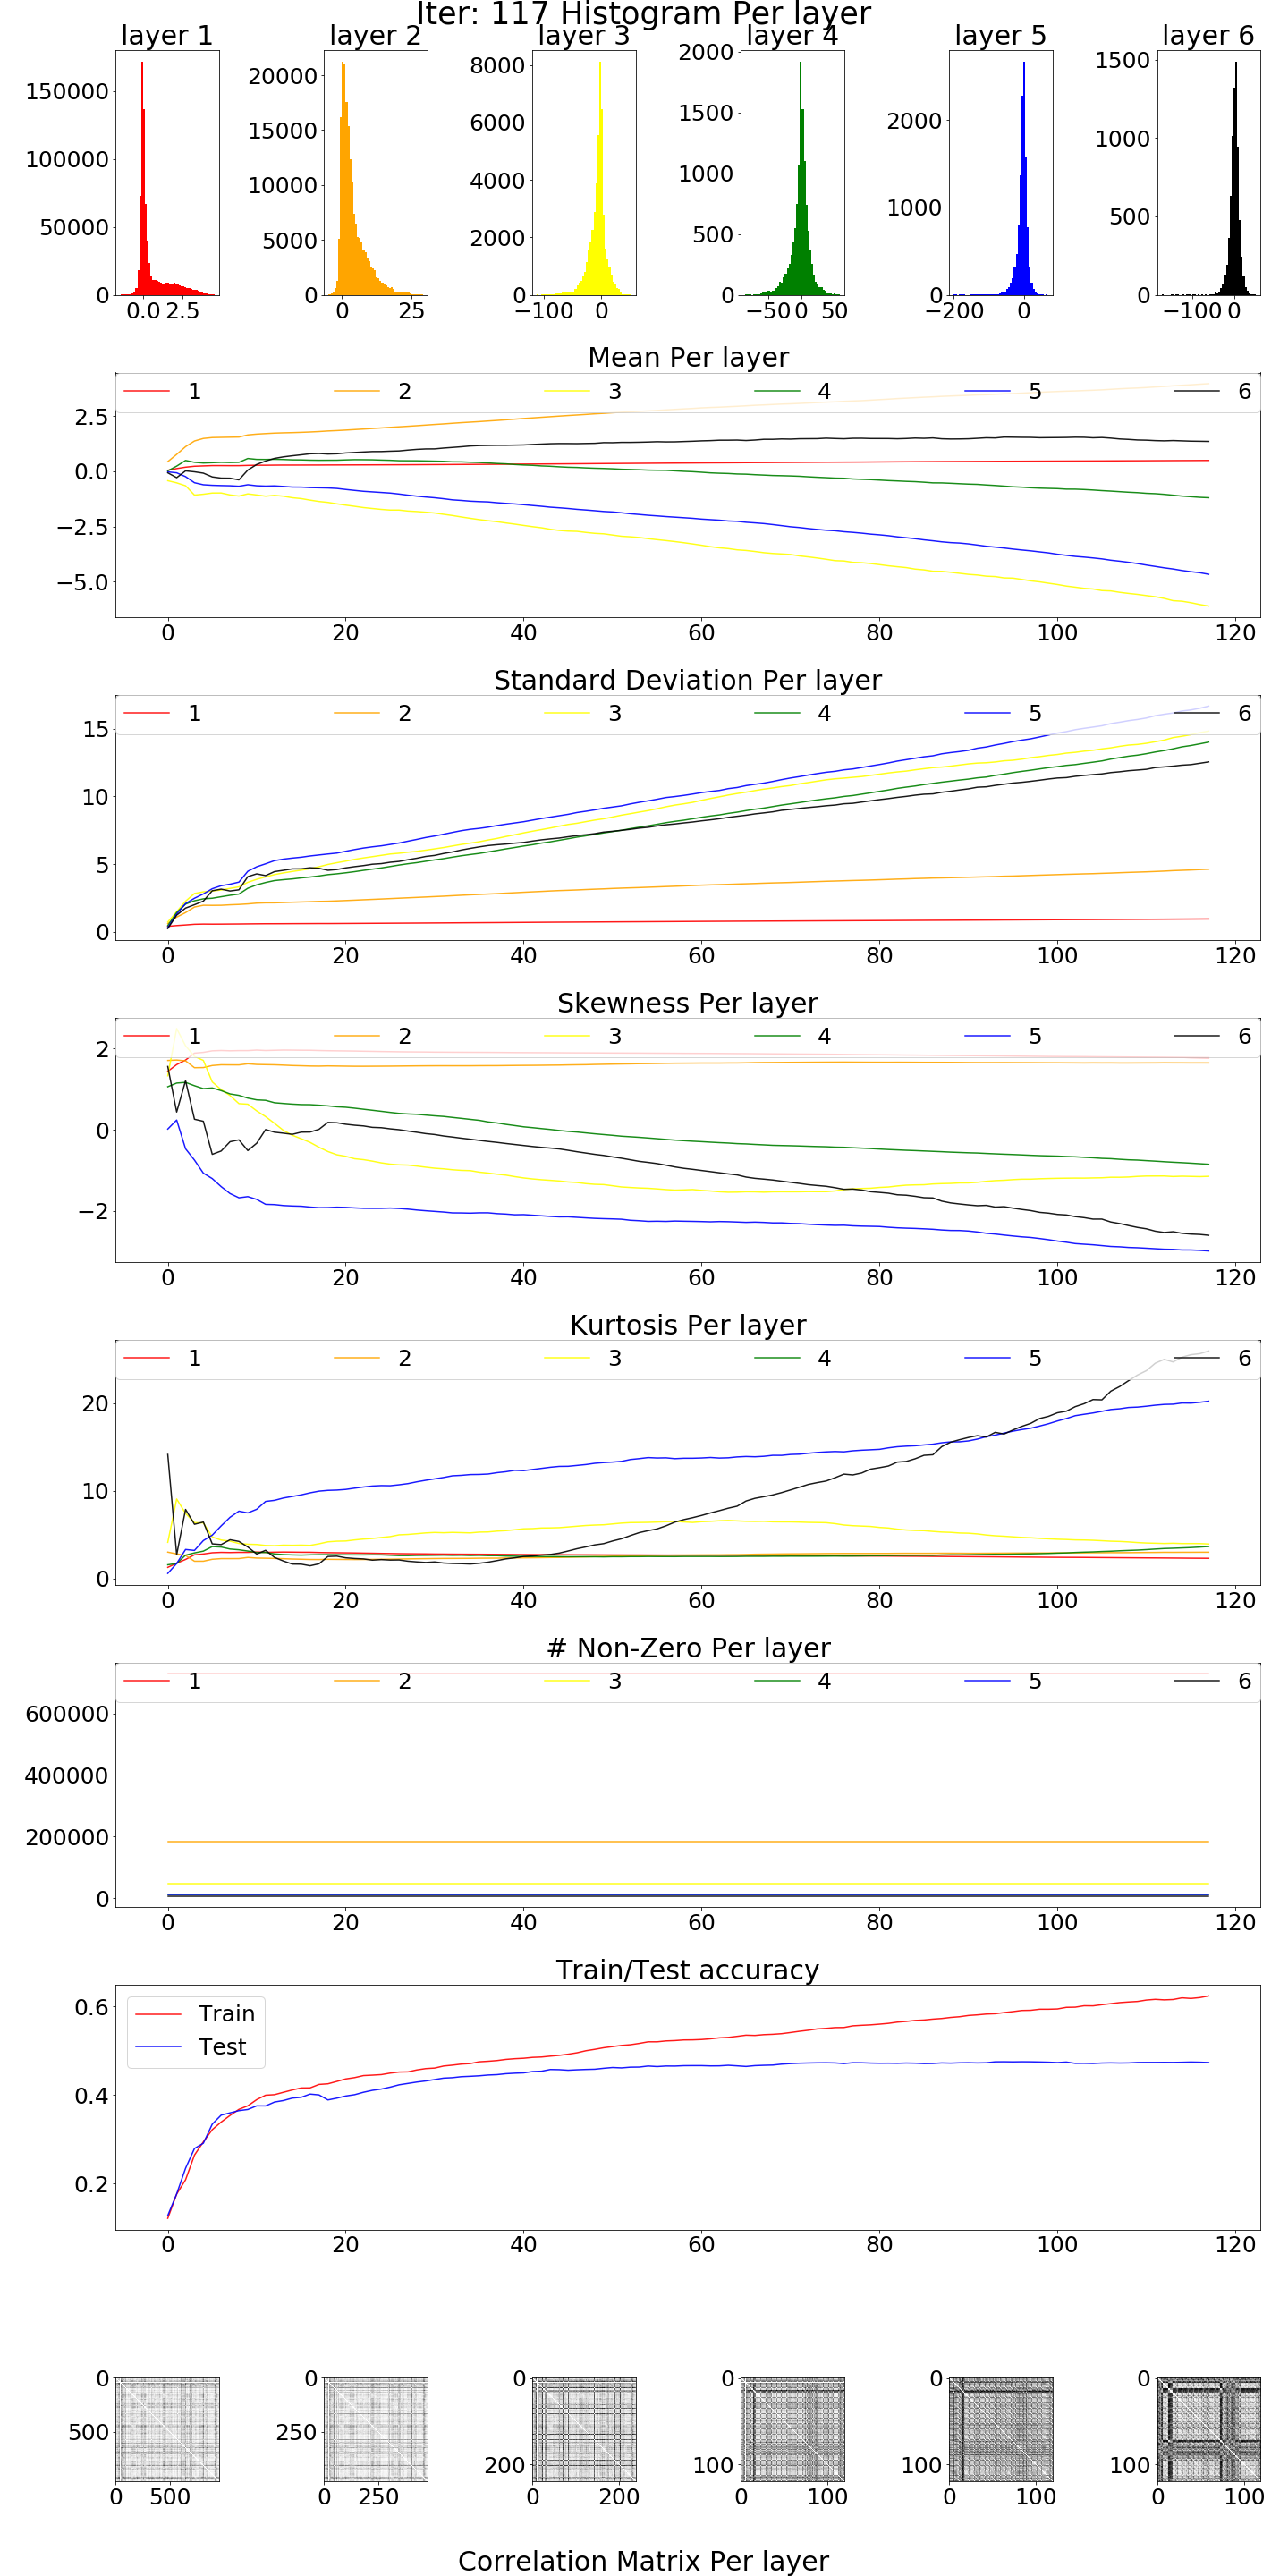 Iter: 117 Histogram Per layer
layer 1 layer 2 layer 3 layer 4 layer 5 layer 6
150000 100000 50000 0
0.0 2.5
20000 15000 10000 5000 0
0 25
8000 6000 4000 2000 0
−100 0
2000 1500 1000 500 0
−50 0 50
2000 1000 0
−200 0
1500 1000 500 0
−100 0
Mean Per layer
1 2 3 4 5 6
2.5
0.0
−2.5
−5.0
0 20 40 60 80 100 120
Standard Deviation Per layer
1 2 3 4 5 6
15
10
5
0
0 20 40 60 80 100 120
Skewness Per layer
1 2 3 4 5 6
2
0
−2
0 20 40 60 80 100 120
Kurtosis Per layer
1 2 3 4 5 6
20
10
0
0 20 40 60 80 100 120
# Non-Zero Per layer
1 2 3 4 5 6
600000
400000
200000
0
0 20 40 60 80 100 120
Train/Test accuracy
Train
Test
0.6
0.4
0.2
0 20 40 60 80 100 120
0 500
0 500
0 250
0 250
0 200
0 200
0 100
0 100
0 100
0 100
0 100
0 100
Correlation Matrix Per layer